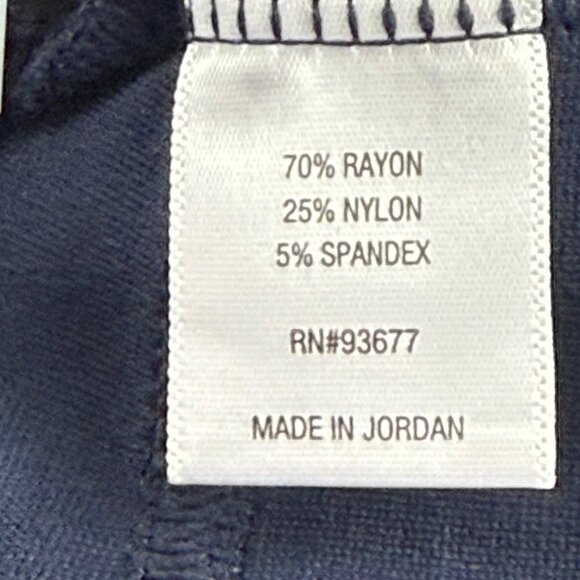 70% RAYON
25% NYLON
5% SPANDEX
RN#93677
MADE IN JORDAN